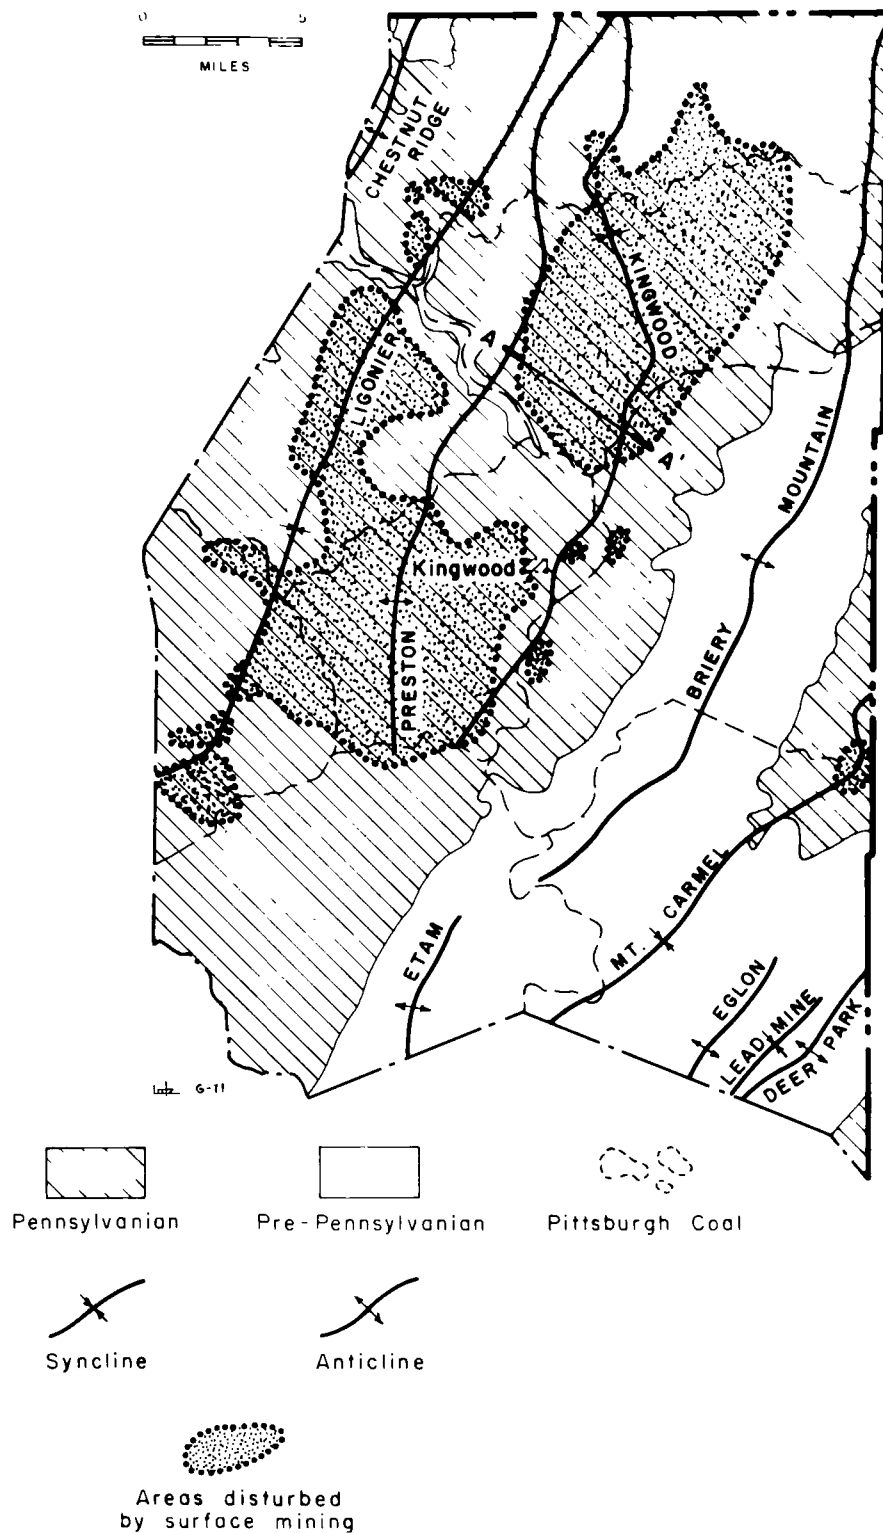 0 5
MILES
CHESTNUT
RIDGE
KINGWOOD
A
LIGONIER
A'
MOUNTAIN
Kingwood
BRIERY
PRESTON
CARMEL
MT.
ETAM
EGLON
LEAD MINE
DEER PARK
G-77
Pennsylvanian
Pre-Pennsylvanian
Pittsburgh Coal
Syncline
Anticline
Areas disturbed
by surface mining